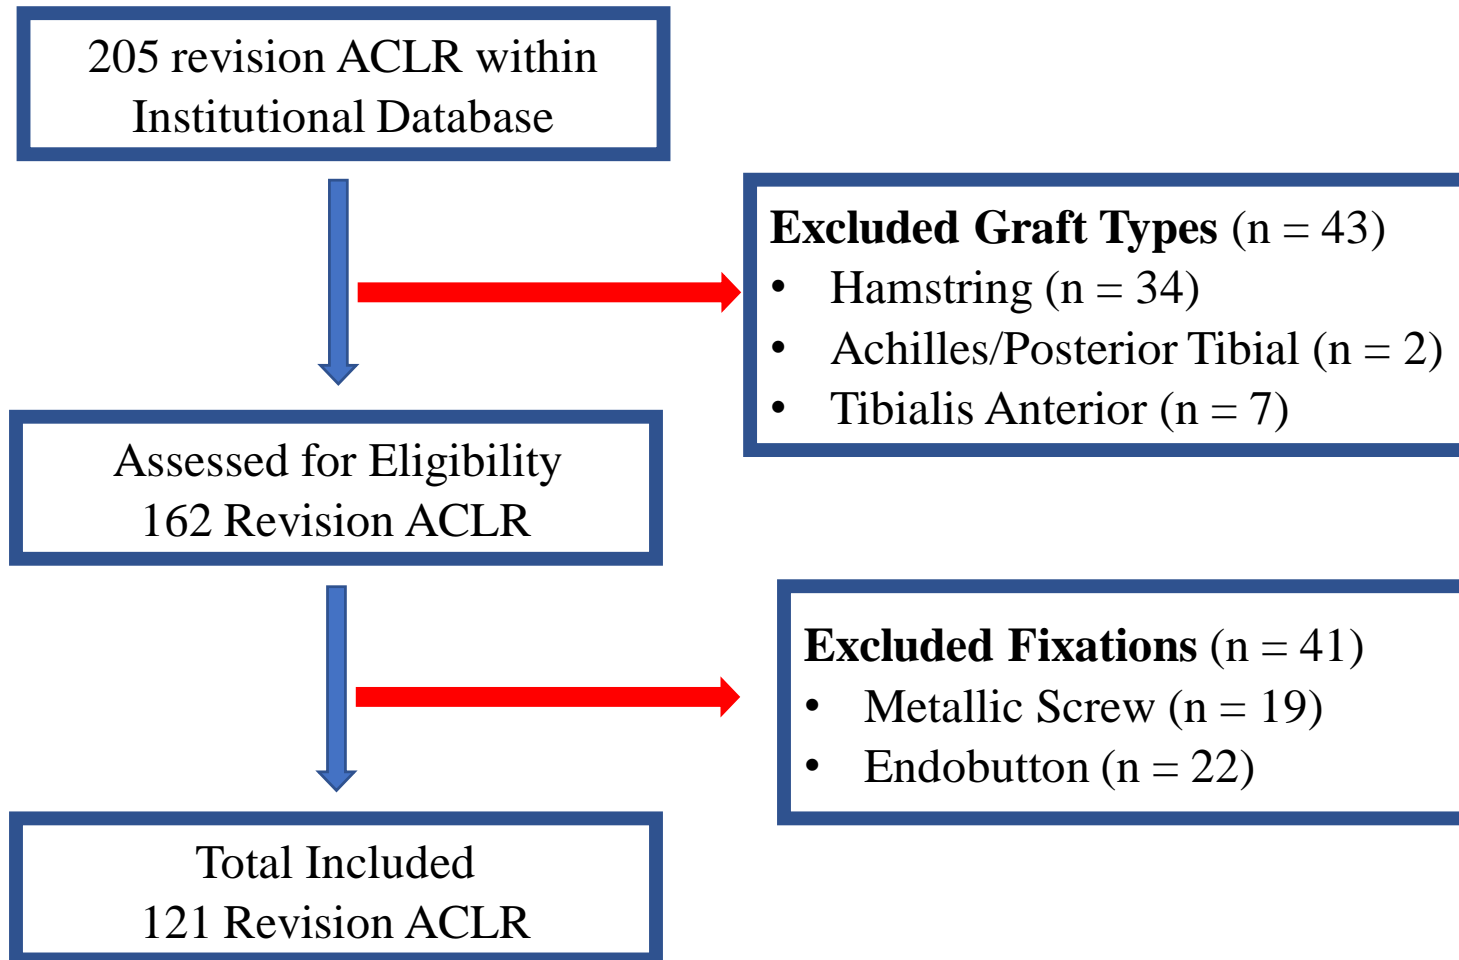 205 revision ACLR within
Institutional Database
Excluded Graft Types (n = 43)
• Hamstring (n = 34)
• Achilles/Posterior Tibial (n = 2)
• Tibialis Anterior (n = 7)
Assessed for Eligibility
162 Revision ACLR
Excluded Fixations (n = 41)
• Metallic Screw (n = 19)
• Endobutton (n = 22)
Total Included
121 Revision ACLR